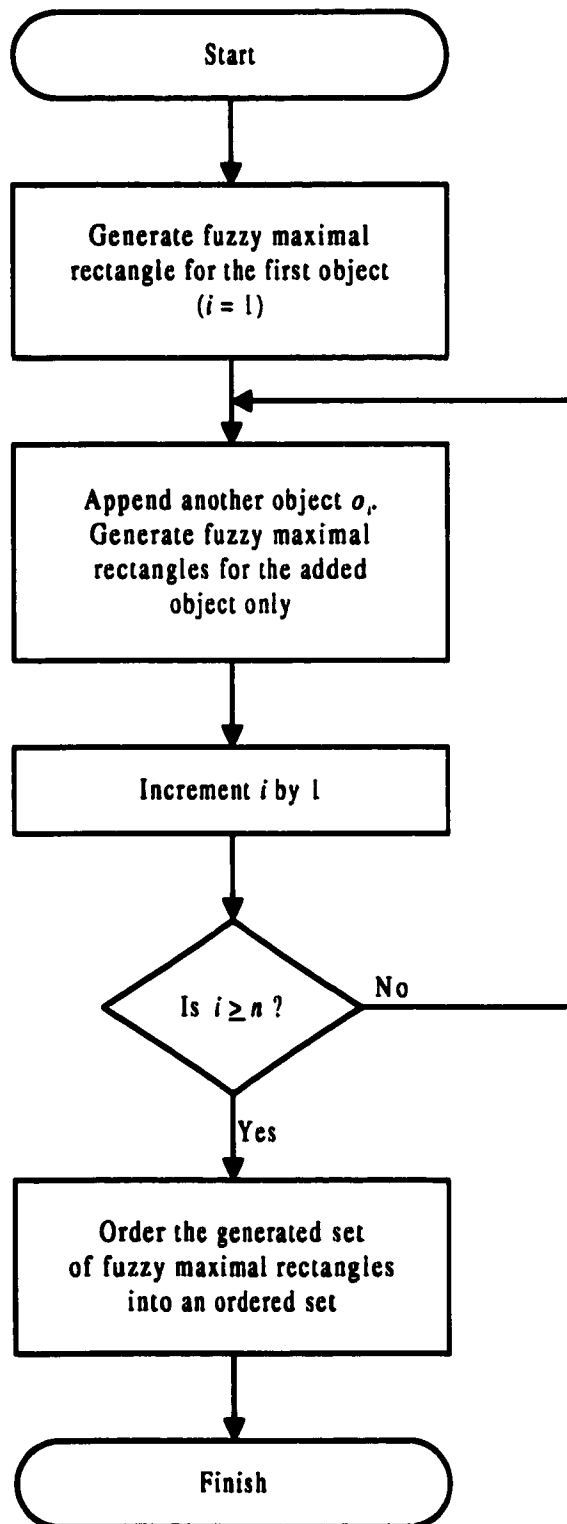 Start
Generate fuzzy maximal
rectangle for the first object
(i = 1)
Append another object oᵢ.
Generate fuzzy maximal
rectangles for the added
object only
Increment i by 1
Is i ≥ n ?
No
Yes
Order the generated set
of fuzzy maximal rectangles
into an ordered set
Finish